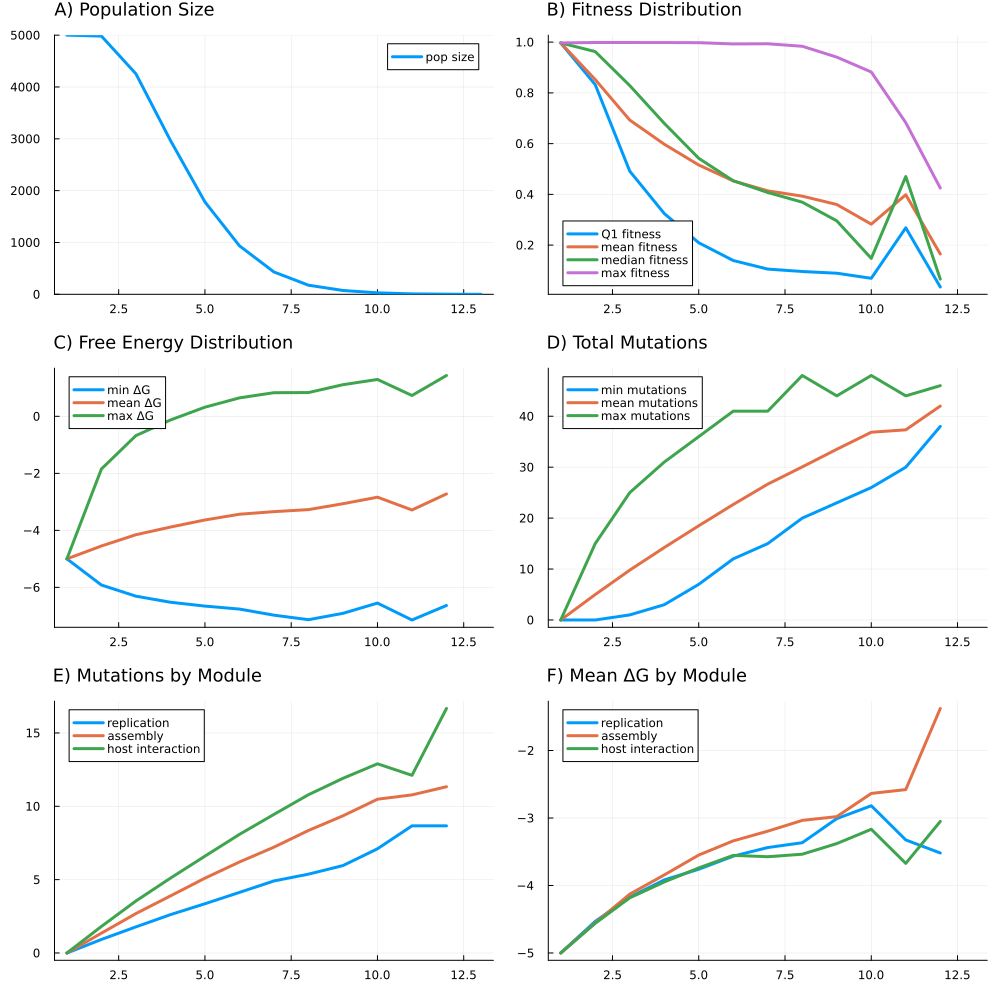 A) Population Size
5000
4000
3000
2000
1000
0
pop size
2.5 5.0 7.5 10.0 12.5
B) Fitness Distribution
1.0
0.8
0.6
0.4
0.2
Q1 fitness
mean fitness
median fitness
max fitness
2.5 5.0 7.5 10.0 12.5
C) Free Energy Distribution
min ΔG
mean ΔG
max ΔG
0
−2
−4
−6
2.5 5.0 7.5 10.0 12.5
D) Total Mutations
min mutations
mean mutations
max mutations
40
30
20
10
0
2.5 5.0 7.5 10.0 12.5
E) Mutations by Module
replication
assembly
host interaction
15
10
5
0
2.5 5.0 7.5 10.0 12.5
F) Mean ΔG by Module
replication
assembly
host interaction
−2
−3
−4
−5
2.5 5.0 7.5 10.0 12.5